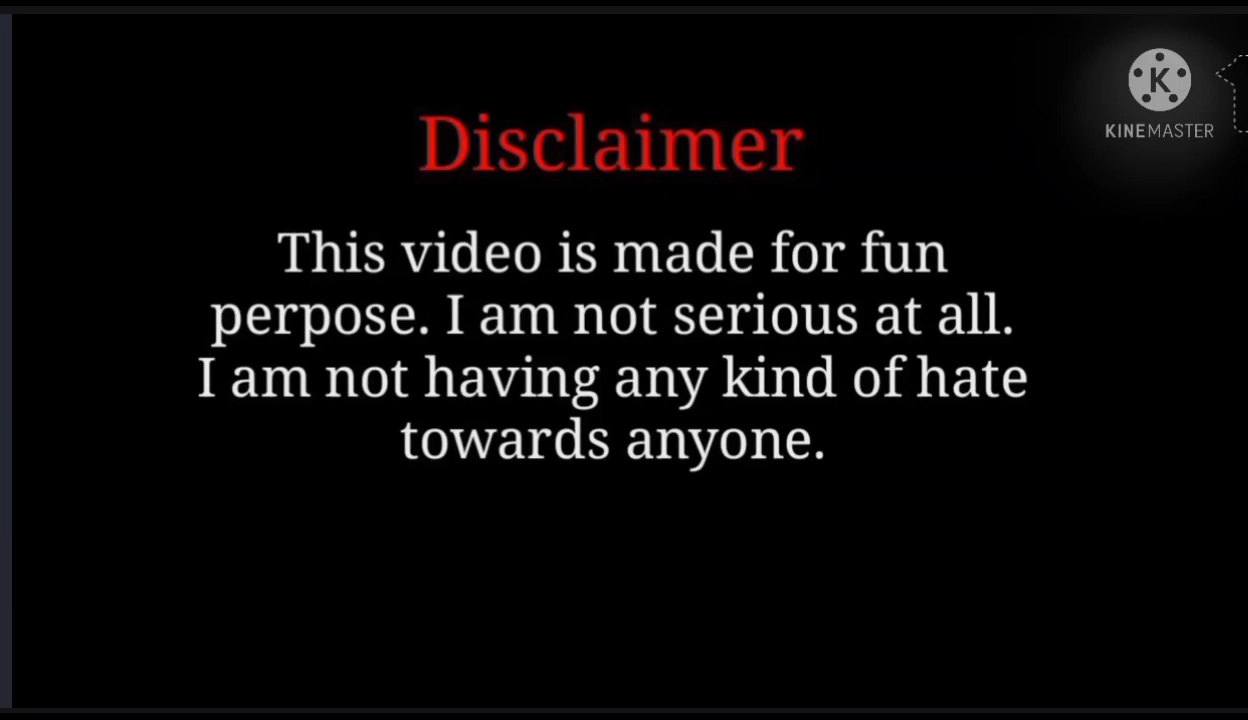 KINEMASTER
Disclaimer
This video is made for fun
perpose. I am not serious at all.
I am not having any kind of hate
towards anyone.